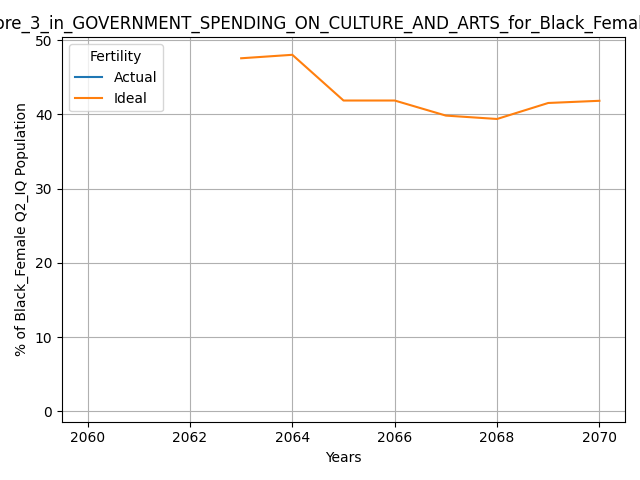 ore_3_in_GOVERNMENT_SPENDING_ON_CULTURE_AND_ARTS_for_Black_Femal
Fertility
Actual
Ideal
% of Black_Female Q2_IQ Population
50
40
30
20
10
0
2060 2062 2064 2066 2068 2070
Years